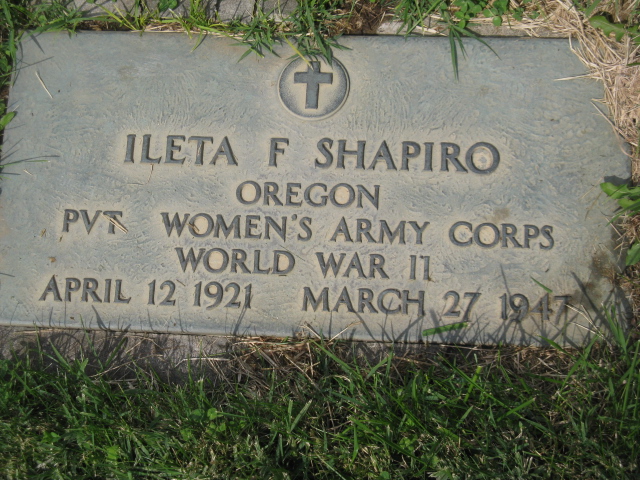 ILETA F SHAPIRO
OREGON
PVT WOMEN'S ARMY CORPS
WORLD WAR II
APRIL 12 1921 MARCH 27 1947